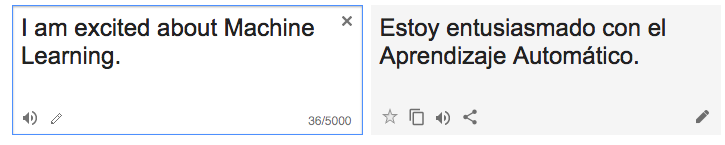 I am excited about Machine
Learning.
36/5000
Estoy entusiasmado con el
Aprendizaje Automático.